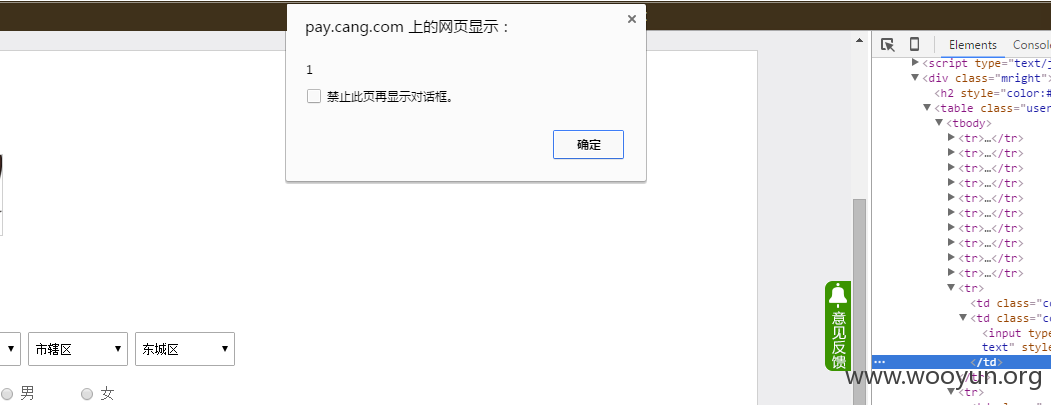 pay.cang.com 上的网页显示：
1
禁止此页再显示对话框。
确定
市辖区
东城区
男
女
意见反馈
Elements
Consol
<script type="text/j
<div class="mright">
<h2 style="color:#
<table class="user
<tbody>
<tr>…</tr>
<tr>…</tr>
<tr>…</tr>
<tr>…</tr>
<tr>…</tr>
<tr>…</tr>
<tr>…</tr>
<tr>…</tr>
<tr>…</tr>
<tr>…</tr>
<tr>
<td class="co
<td class="co
<input type
text" style
</td>
<tr>
www.wooyun.org